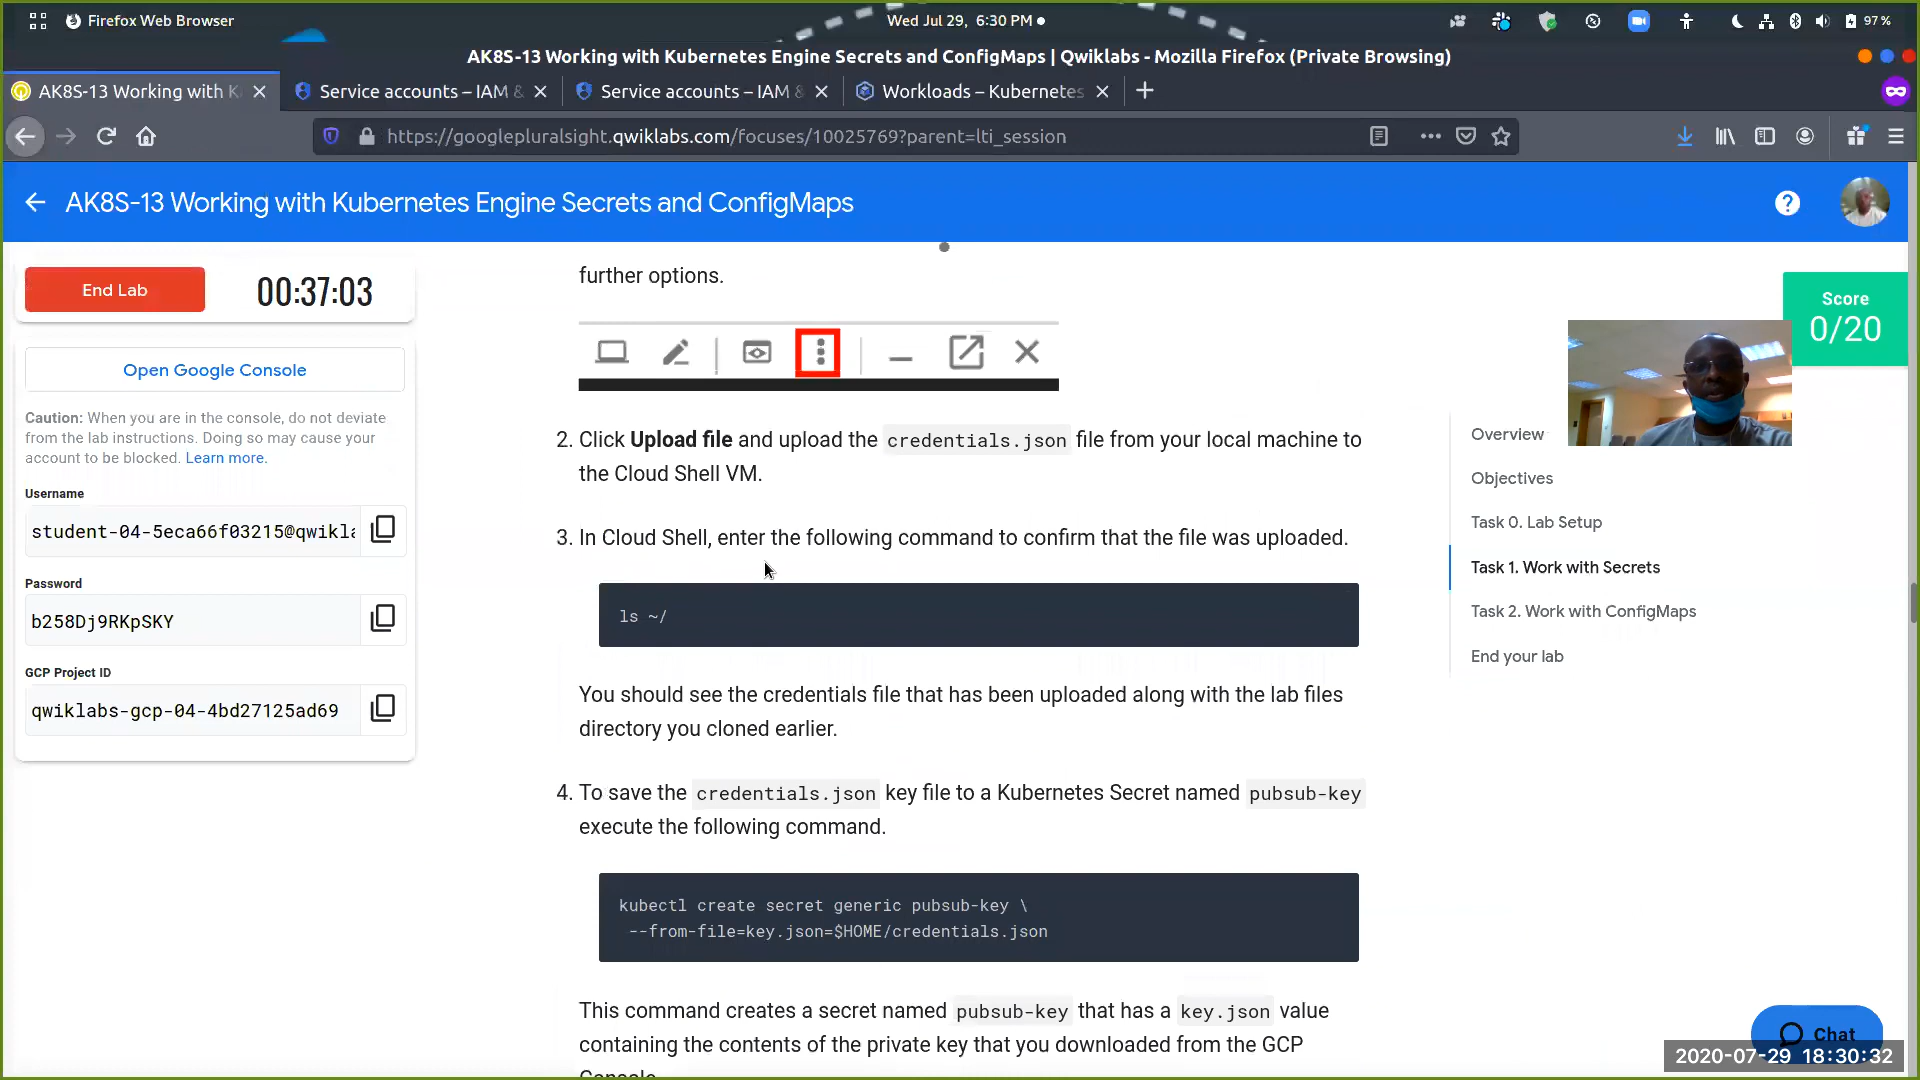 Firefox Web Browser
Wed Jul 29, 6:30 PM
97 %
AK8S-13 Working with Kubernetes Engine Secrets and ConfigMaps | Qwiklabs - Mozilla Firefox (Private Browsing)
AK8S-13 Working with K
Service accounts – IAM &
Service accounts – IAM &
Workloads – Kubernetes
https://googlepluralsight.qwiklabs.com/focuses/10025769?parent=lti_session
AK8S-13 Working with Kubernetes Engine Secrets and ConfigMaps
End Lab
00:37:03
Open Google Console
Caution: When you are in the console, do not deviate
from the lab instructions. Doing so may cause your
account to be blocked. Learn more.
Username
student-04-5eca66f03215@qwikla
Password
b258Dj9RKpSKY
GCP Project ID
qwiklabs-gcp-04-4bd27125ad69
further options.
2. Click Upload file and upload the credentials.json file from your local machine to
the Cloud Shell VM.
3. In Cloud Shell, enter the following command to confirm that the file was uploaded.
ls ~/
You should see the credentials file that has been uploaded along with the lab files
directory you cloned earlier.
4. To save the credentials.json key file to a Kubernetes Secret named pubsub-key
execute the following command.
kubectl create secret generic pubsub-key \
--from-file=key.json=$HOME/credentials.json
This command creates a secret named pubsub-key that has a key.json value
containing the contents of the private key that you downloaded from the GCP
Console.
Score
0/20
Overview
Objectives
Task 0. Lab Setup
Task 1. Work with Secrets
Task 2. Work with ConfigMaps
End your lab
Chat
2020-07-29 18:30:32